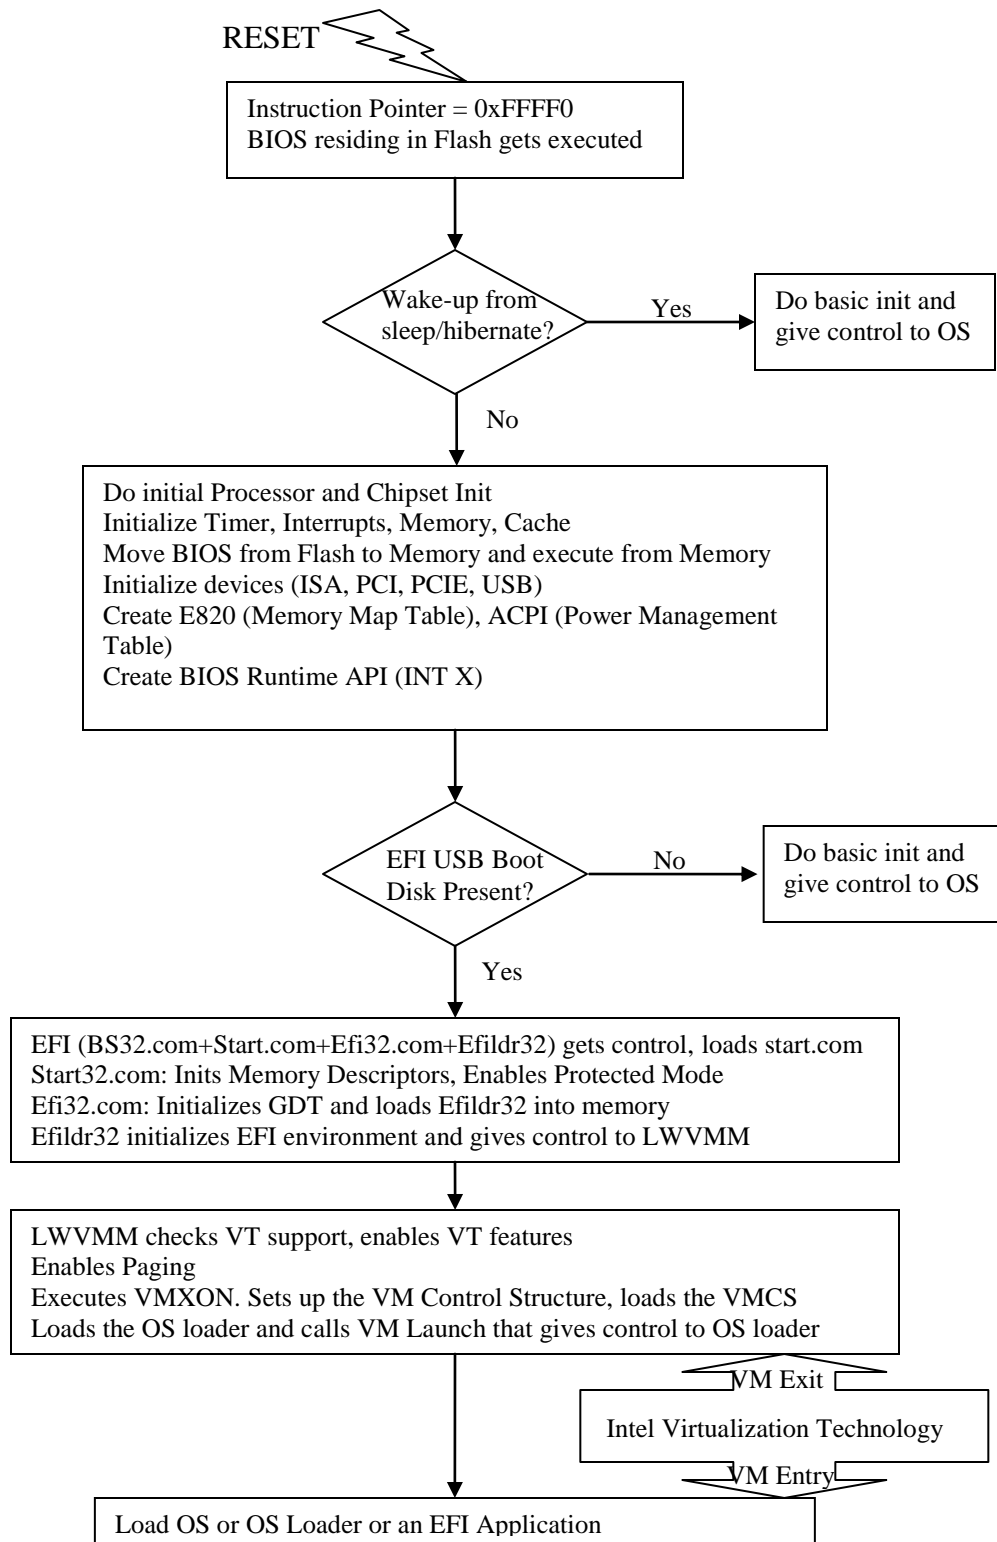 RESET
Instruction Pointer = 0xFFFF0
BIOS residing in Flash gets executed
Wake-up from
sleep/hibernate?
Yes
Do basic init and
give control to OS
No
Do initial Processor and Chipset Init
Initialize Timer, Interrupts, Memory, Cache
Move BIOS from Flash to Memory and execute from Memory
Initialize devices (ISA, PCI, PCIE, USB)
Create E820 (Memory Map Table), ACPI (Power Management
Table)
Create BIOS Runtime API (INT X)
EFI USB Boot
Disk Present?
No
Do basic init and
give control to OS
Yes
EFI (BS32.com+Start.com+Efi32.com+Efildr32) gets control, loads start.com
Start32.com: Inits Memory Descriptors, Enables Protected Mode
Efi32.com: Initializes GDT and loads Efildr32 into memory
Efildr32 initializes EFI environment and gives control to LWVMM
LWVMM checks VT support, enables VT features
Enables Paging
Executes VMXON. Sets up the VM Control Structure, loads the VMCS
Loads the OS loader and calls VM Launch that gives control to OS loader
VM Exit
Intel Virtualization Technology
VM Entry
Load OS or OS Loader or an EFI Application